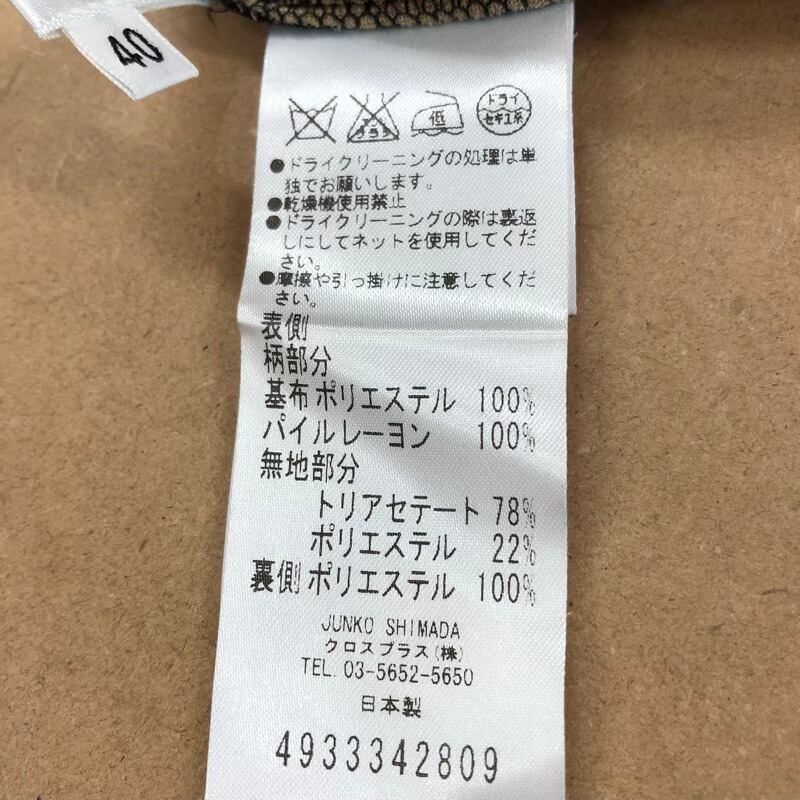 40
エンソ
サラシ
低
ドライ
セキユ系
●ドライクリーニングの処理は単
独でお願いします。
●乾燥機使用禁止
●ドライクリーニングの際は裏返
しにしてネットを使用してくだ
さい。
●摩擦や引っ掛けに注意してくだ
さい。
表側
柄部分
基布ポリエステル 100%
パイルレーヨン 100%
無地部分
トリアセテート 78%
ポリエステル 22%
裏側 ポリエステル 100%
JUNKO SHIMADA
クロスプラス(株)
TEL. 03-5652-5650
日本製
4933342809